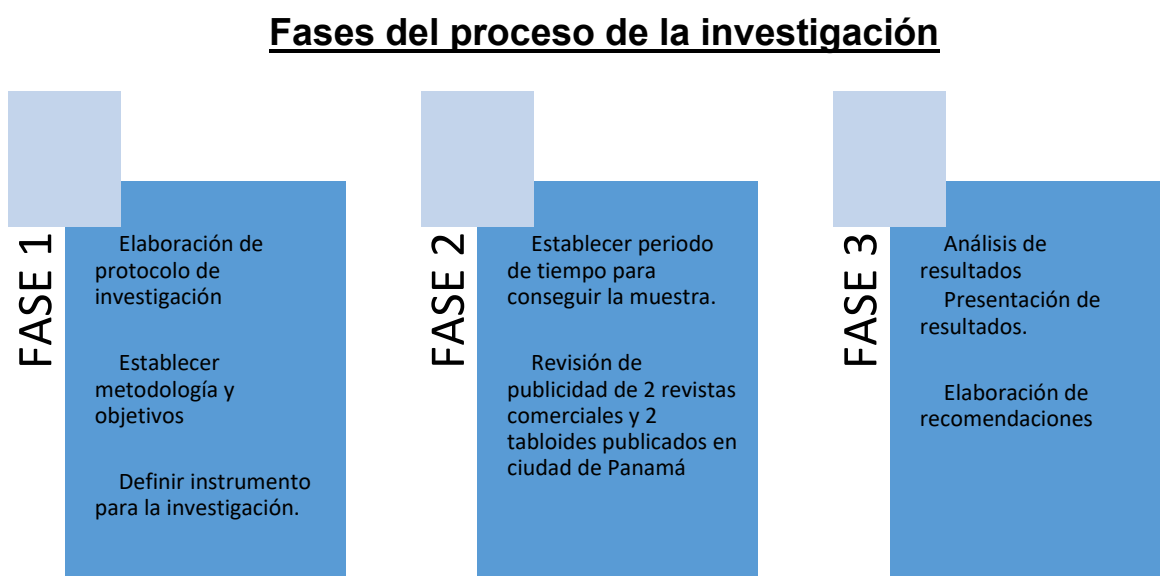 Fases del proceso de la investigación
FASE 1
Elaboración de
protocolo de
investigación
Establecer
metodología y
objetivos
Definir instrumento
para la investigación.
FASE 2
Establecer periodo
de tiempo para
conseguir la muestra.
Revisión de
publicidad de 2 revistas
comerciales y 2
tabloides publicados en
ciudad de Panamá
FASE 3
Análisis de
resultados
Presentación de
resultados.
Elaboración de
recomendaciones